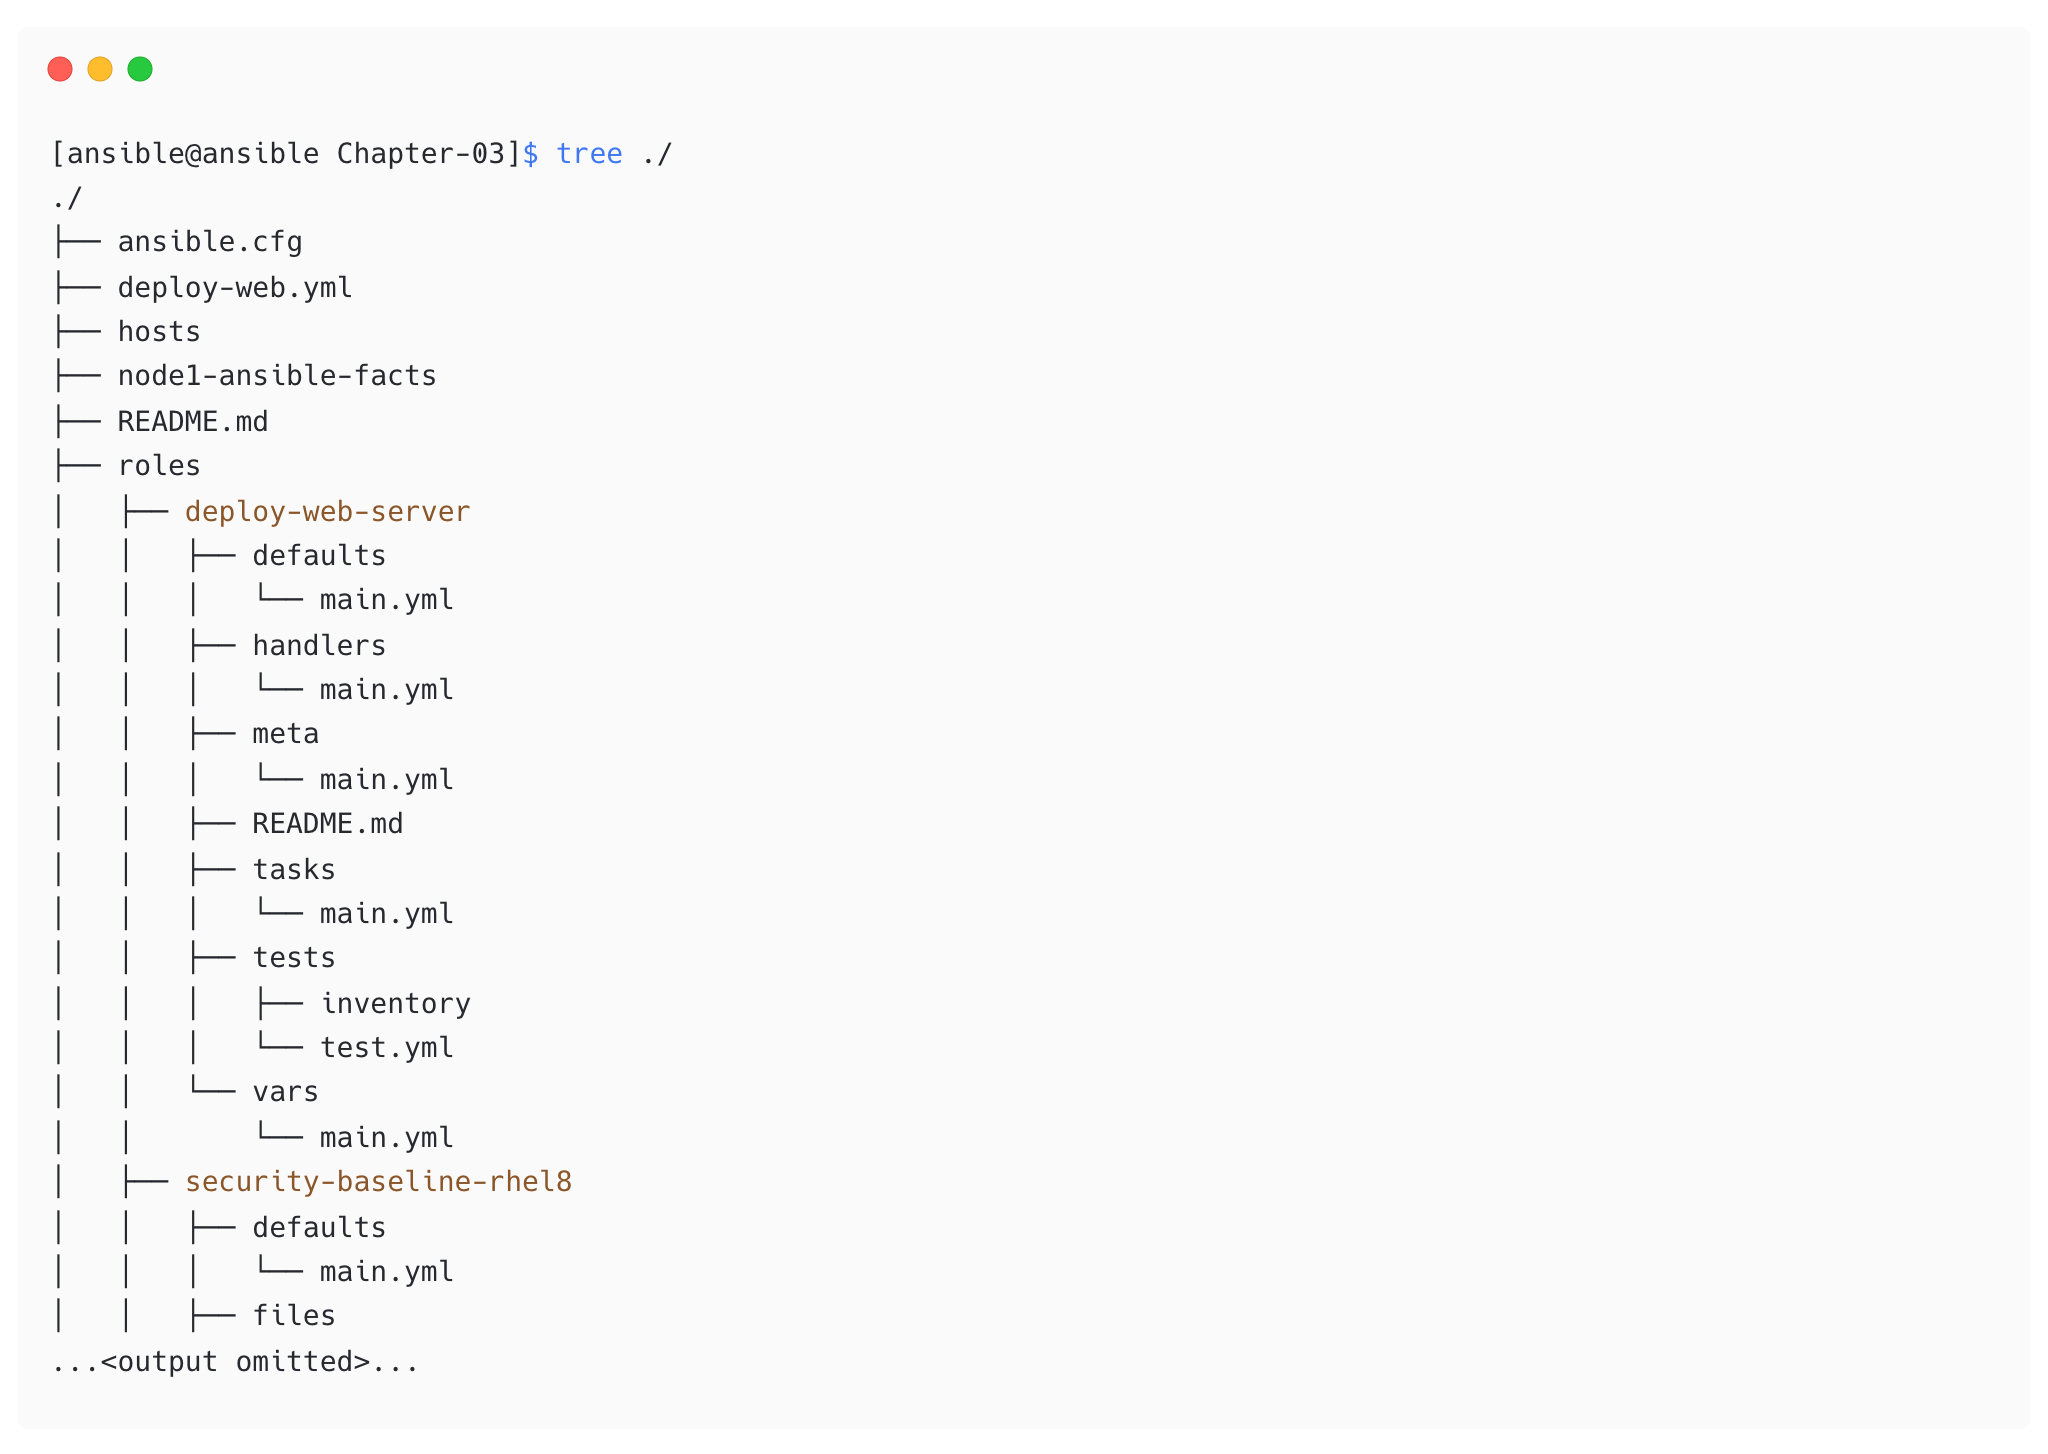 [ansible@ansible Chapter-03]$ tree ./
./
├── ansible.cfg
├── deploy-web.yml
├── hosts
├── node1-ansible-facts
├── README.md
├── roles
│   ├── deploy-web-server
│   │   ├── defaults
│   │   │   └── main.yml
│   │   ├── handlers
│   │   │   └── main.yml
│   │   ├── meta
│   │   │   └── main.yml
│   │   ├── README.md
│   │   ├── tasks
│   │   │   └── main.yml
│   │   ├── tests
│   │   │   ├── inventory
│   │   │   └── test.yml
│   │   └── vars
│   │       └── main.yml
│   ├── security-baseline-rhel8
│   │   ├── defaults
│   │   │   └── main.yml
│   │   ├── files
...<output omitted>...